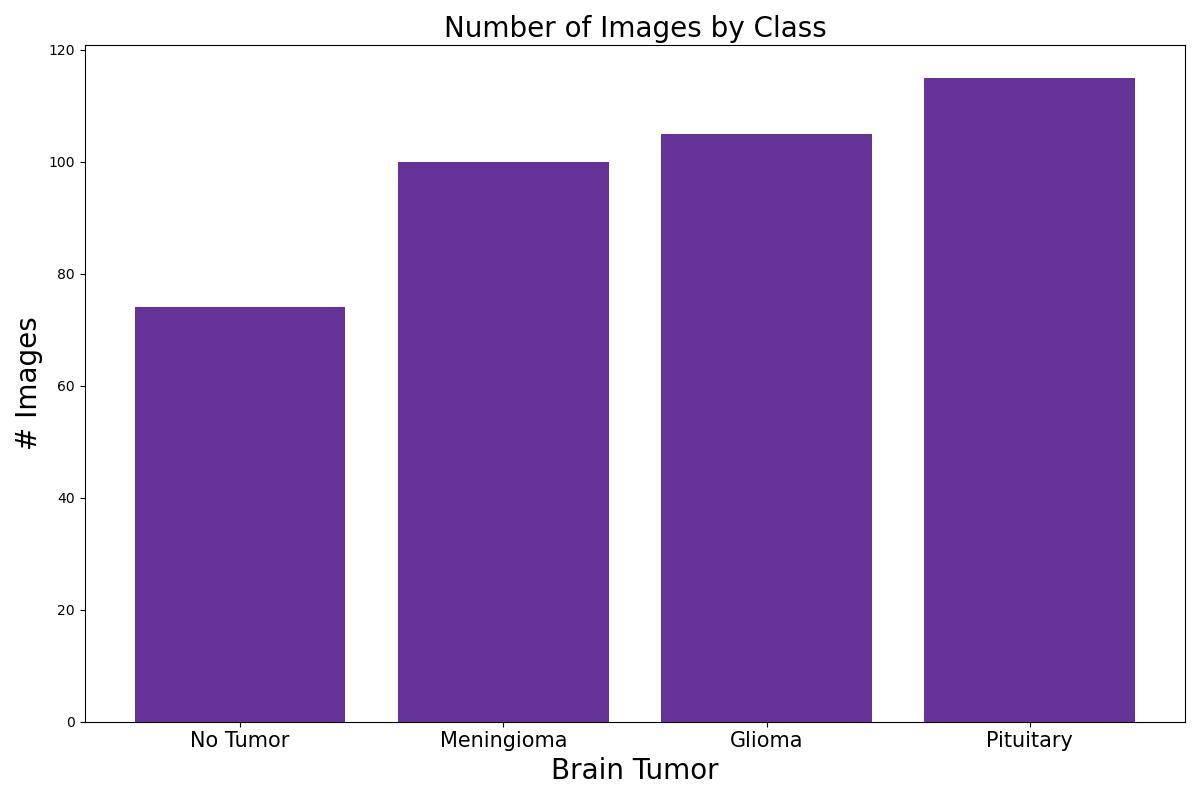 Number of Images by Class
120
100
80
60
40
20
0
# Images
No Tumor
Meningioma
Glioma
Pituitary
Brain Tumor